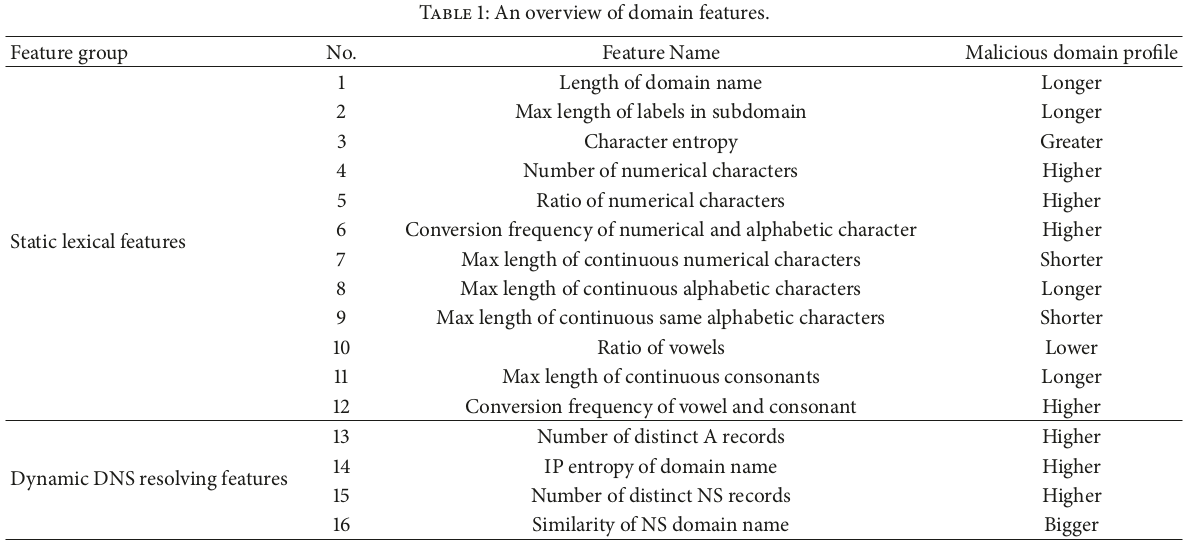 TABLE 1: An overview of domain features.
Feature group No. Feature Name Malicious domain profile
1 Length of domain name Longer
2 Max length of labels in subdomain Longer
3 Character entropy Greater
4 Number of numerical characters Higher
5 Ratio of numerical characters Higher
6 Conversion frequency of numerical and alphabetic character Higher
Static lexical features
7 Max length of continuous numerical characters Shorter
8 Max length of continuous alphabetic characters Longer
9 Max length of continuous same alphabetic characters Shorter
10 Ratio of vowels Lower
11 Max length of continuous consonants Longer
12 Conversion frequency of vowel and consonant Higher
13 Number of distinct A records Higher
14 IP entropy of domain name Higher
Dynamic DNS resolving features
15 Number of distinct NS records Higher
16 Similarity of NS domain name Bigger